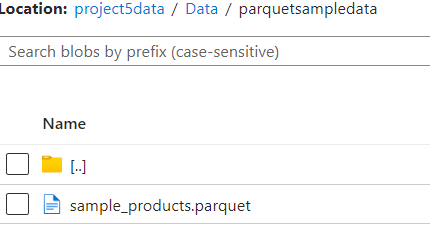 Location: project5data / Data / parquetsampledata
Search blobs by prefix (case-sensitive)
Name
[..]
sample_products.parquet